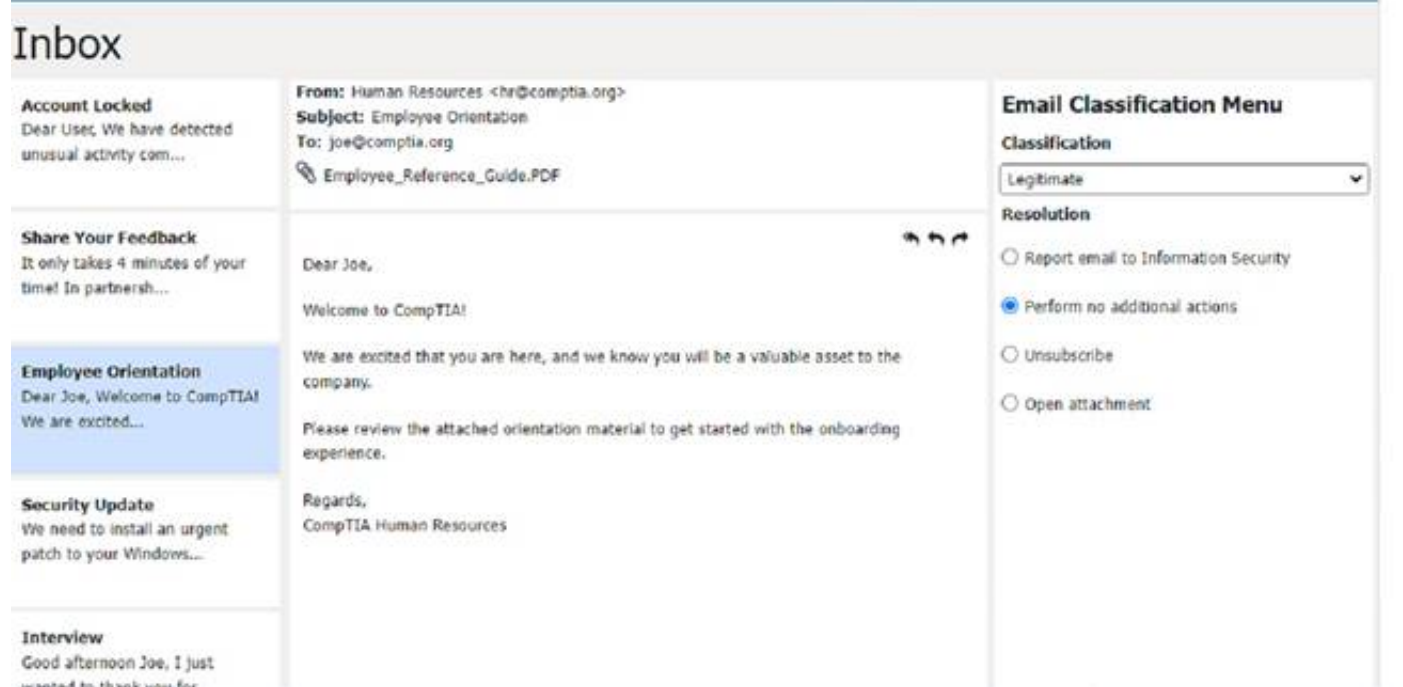 Inbox
Account Locked
Dear User, We have detected
unusual activity com...
Share Your Feedback
It only takes 4 minutes of your
time! In partnersh...
Employee Orientation
Dear Joe, Welcome to CompTIA!
We are excited...
Security Update
We need to install an urgent
patch to your Windows...
Interview
Good afternoon Joe, I just
wanted to thank you for
From: Human Resources <hr@comptia.org>
Subject: Employee Orientation
To: joe@comptia.org
Employee_Reference_Guide.PDF
Dear Joe,
Welcome to CompTIA!
We are excited that you are here, and we know you will be a valuable asset to the
company.
Please review the attached orientation material to get started with the onboarding
experience.
Regards,
CompTIA Human Resources
Email Classification Menu
Classification
Legitimate
Resolution
Report email to Information Security
Perform no additional actions
Unsubscribe
Open attachment